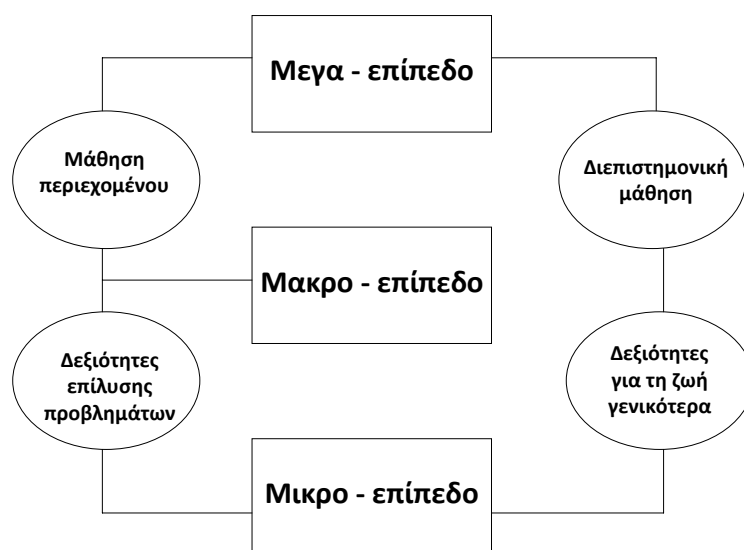 Μεγα - επίπεδο
Μάθηση
περιεχομένου
Διεπιστημονική
μάθηση
Μακρο - επίπεδο
Δεξιότητες
επίλυσης
προβλημάτων
Δεξιότητες
για τη ζωή
γενικότερα
Μικρο - επίπεδο